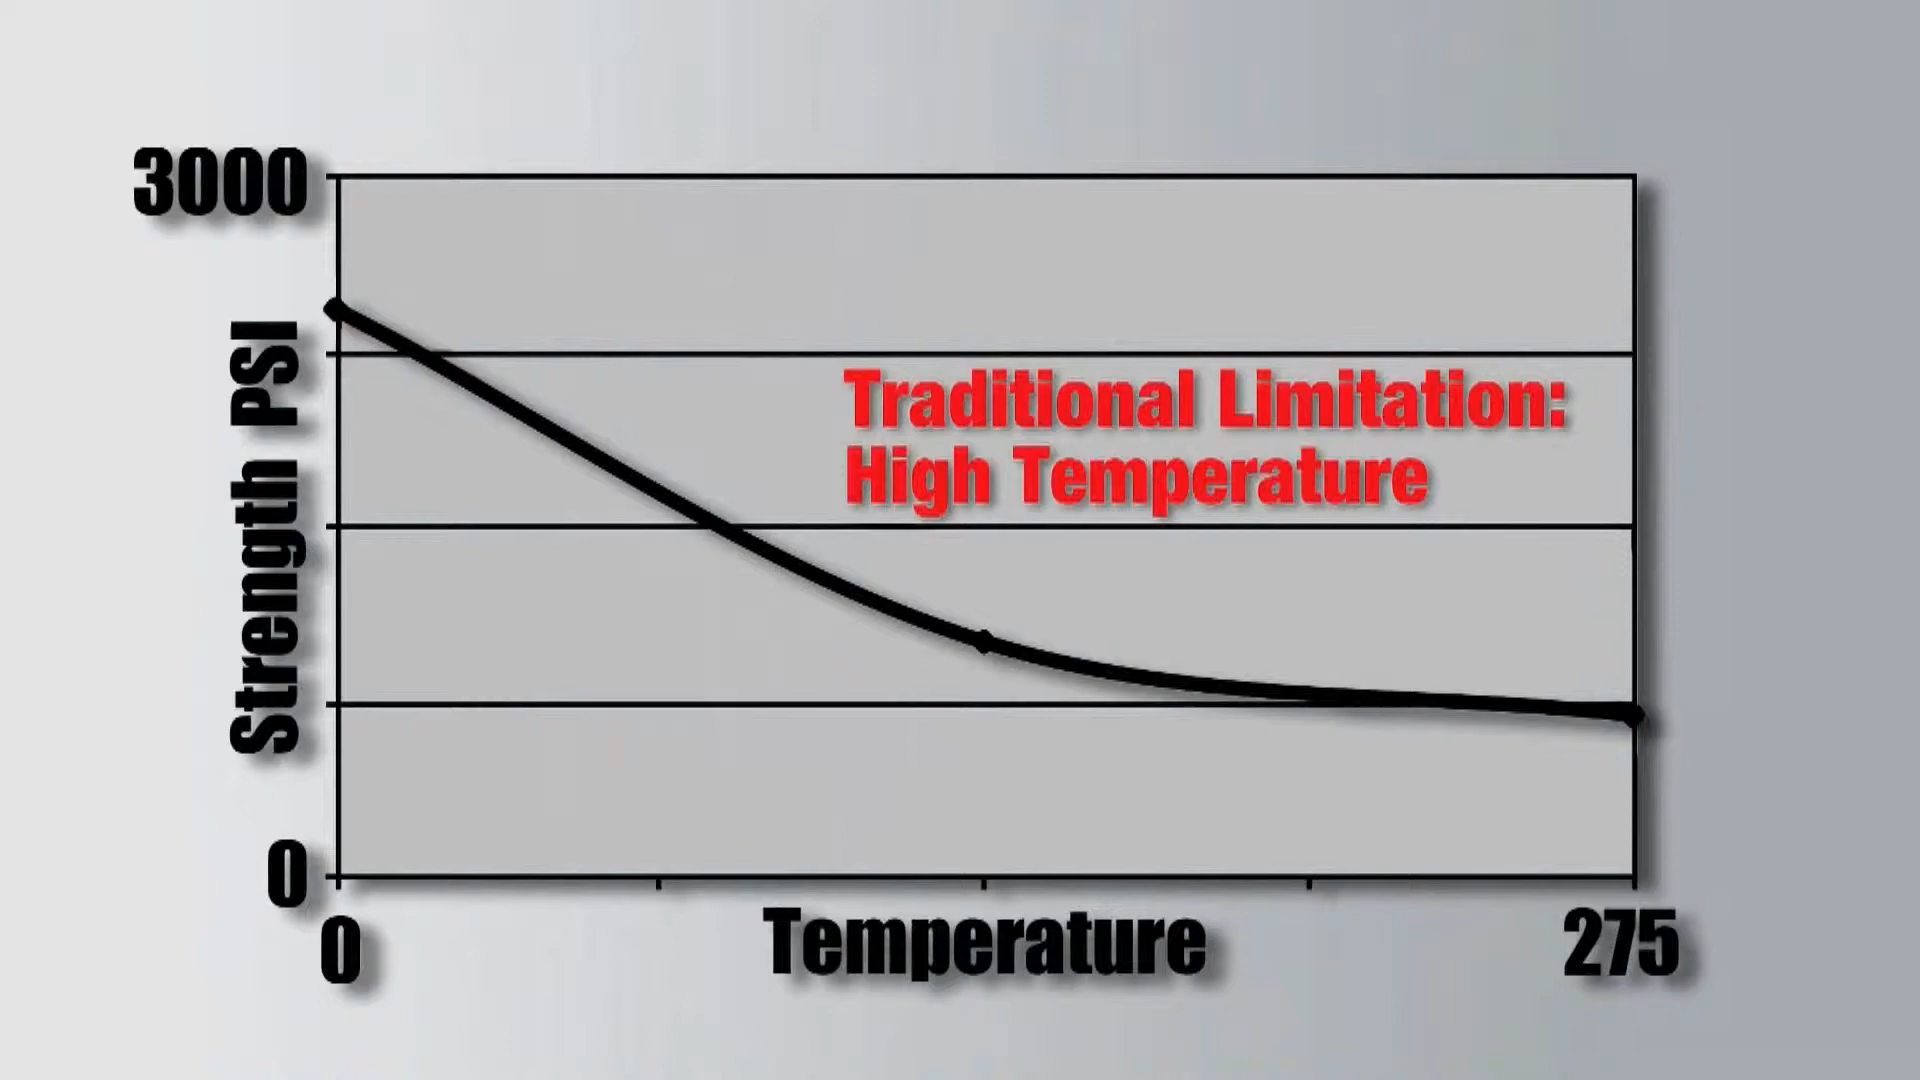 3000
Strength PSI
Traditional Limitation:
High Temperature
0
0
Temperature
275